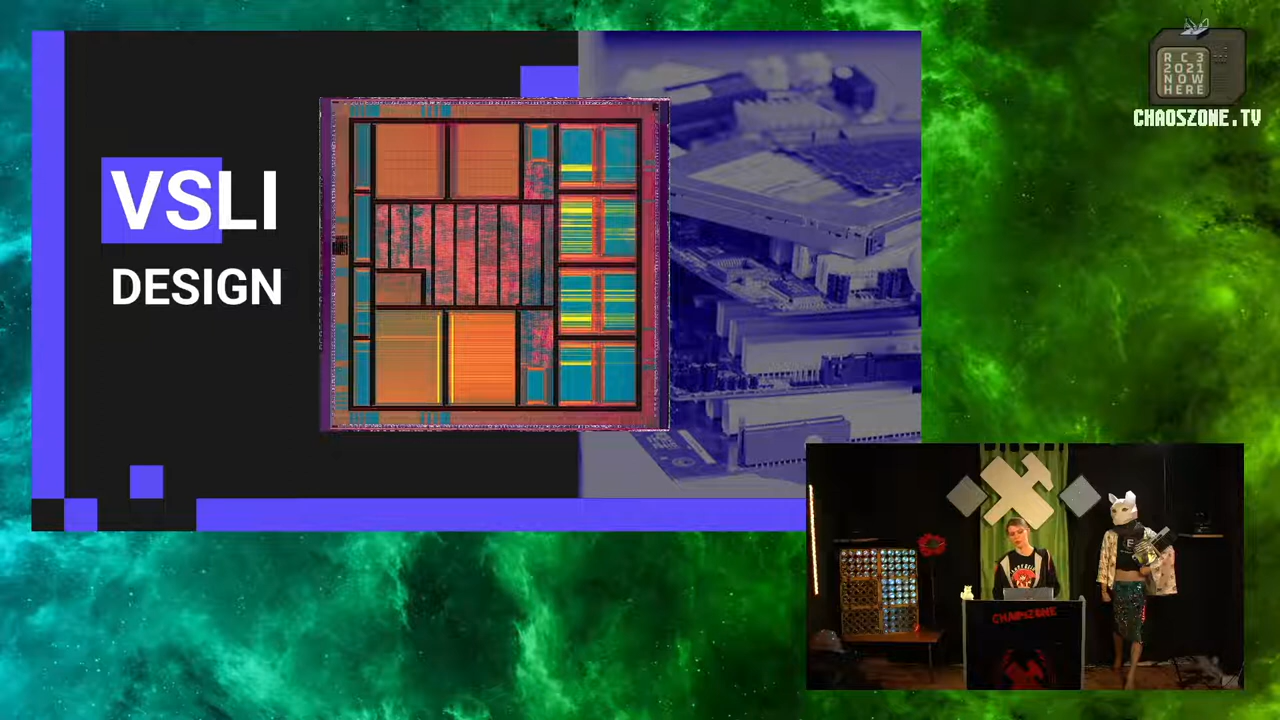 VSLI
DESIGN
RC3
2021
NOW
HERE
CHAOSZONE.TV
CHAOSZONE